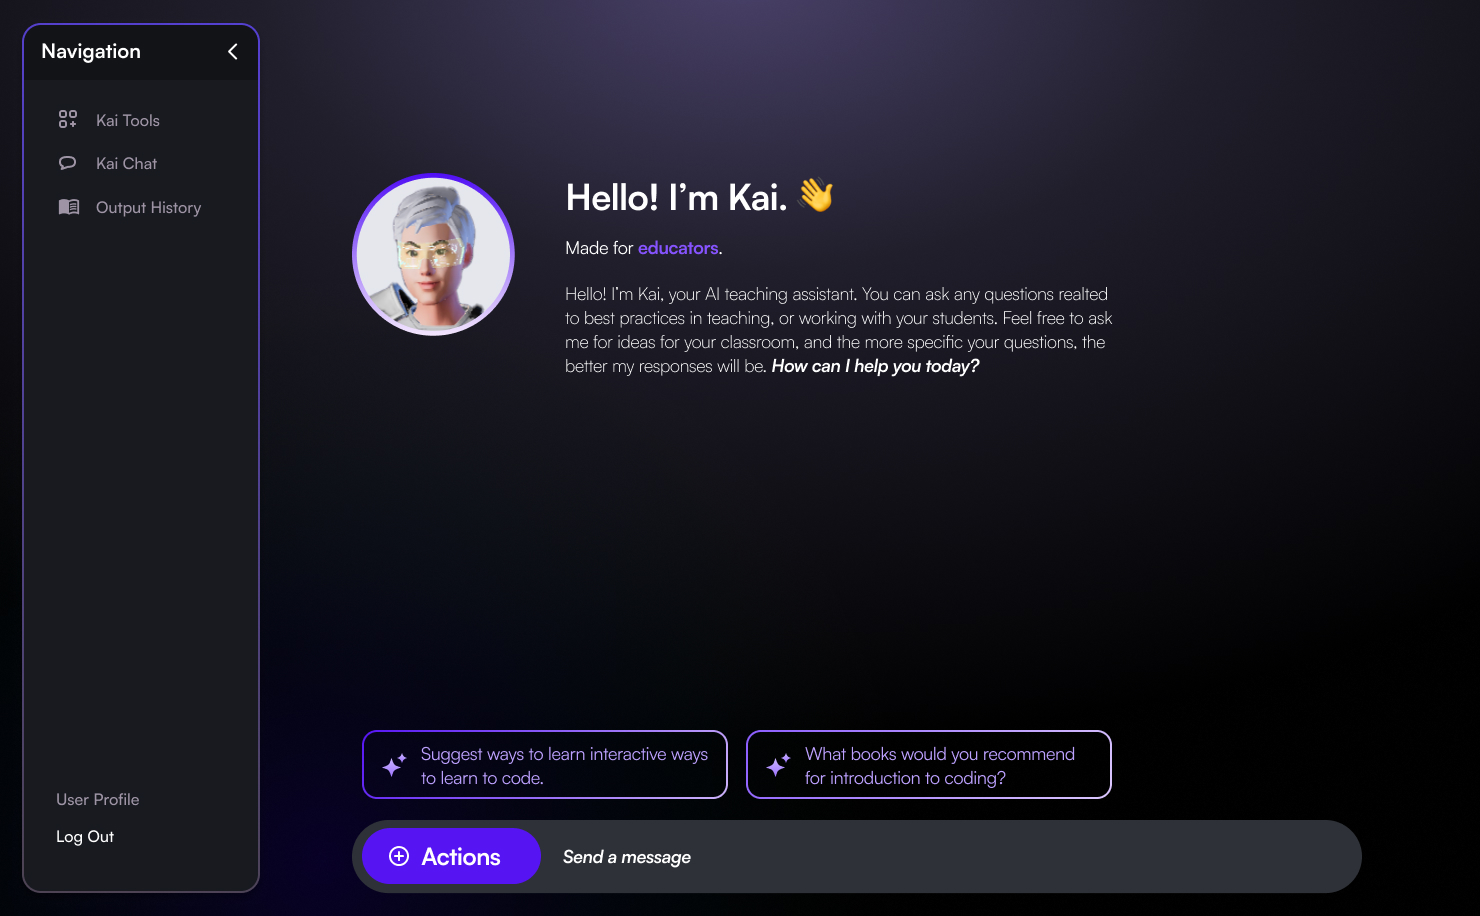 Navigation
Kai Tools
Kai Chat
Output History
User Profile
Log Out
Hello! I’m Kai. 👋
Made for educators.
Hello! I’m Kai, your AI teaching assistant. You can ask any questions realted
to best practices in teaching, or working with your students. Feel free to ask
me for ideas for your classroom, and the more specific your questions, the
better my responses will be. How can I help you today?
Suggest ways to learn interactive ways
to learn to code.
What books would you recommend
for introduction to coding?
Actions
Send a message